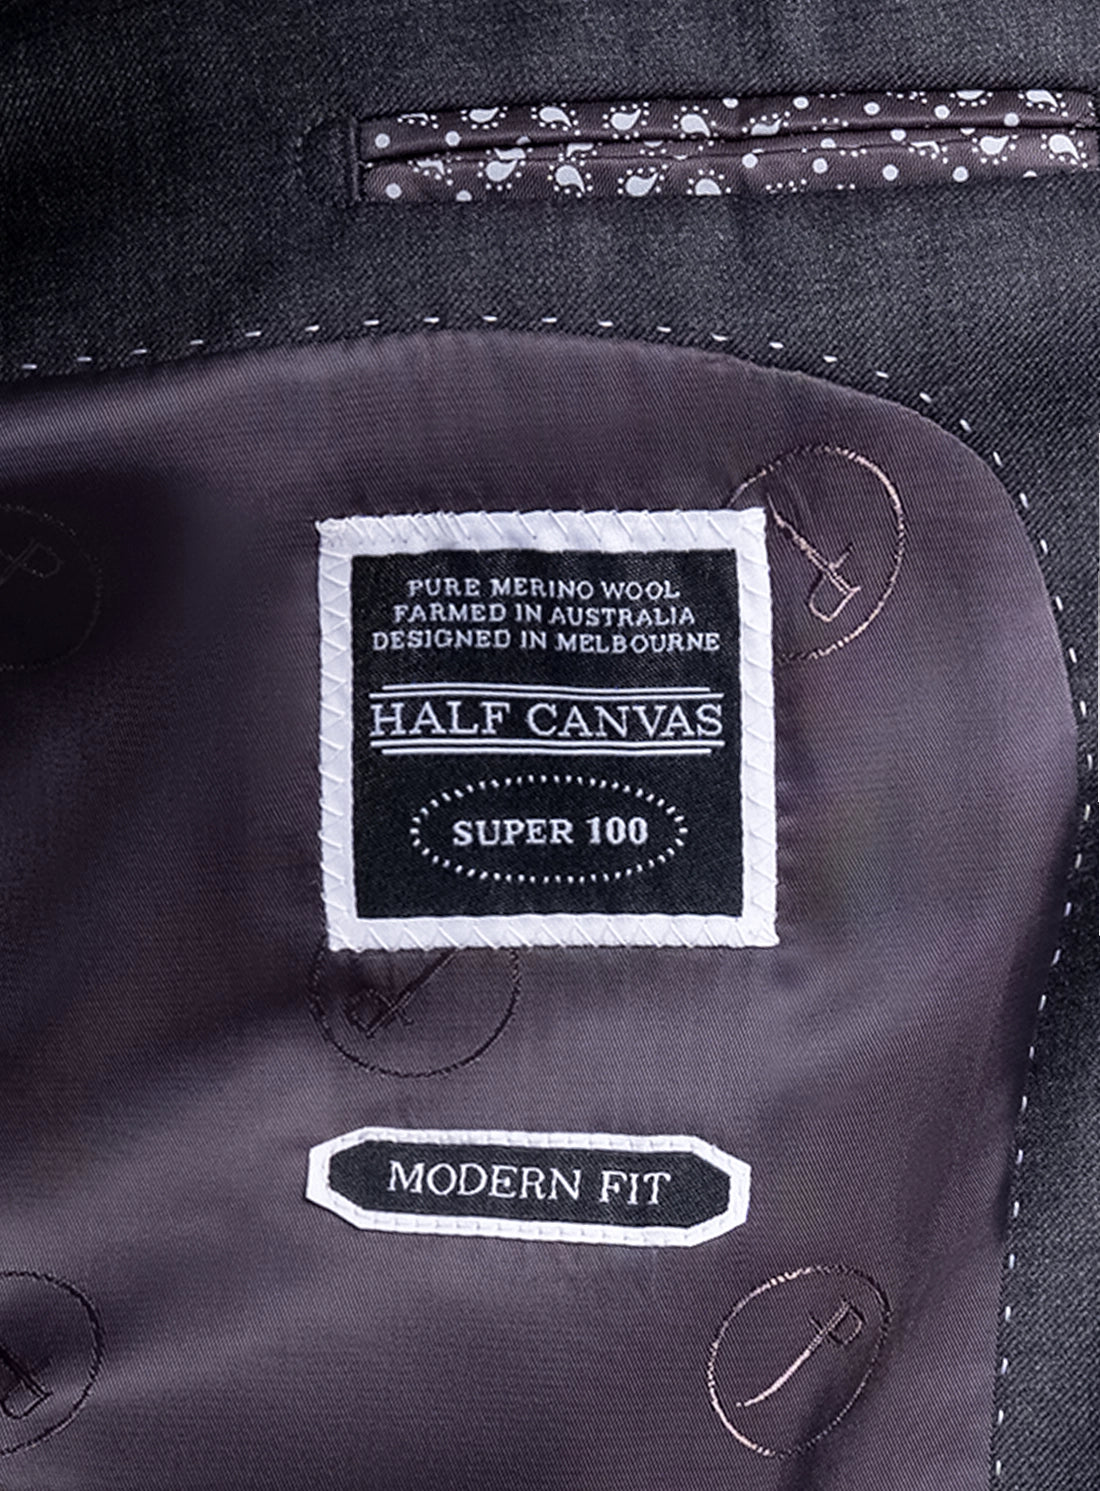 PURE MERINO WOOL
FARMED IN AUSTRALIA
DESIGNED IN MELBOURNE
HALF CANVAS
SUPER 100
MODERN FIT